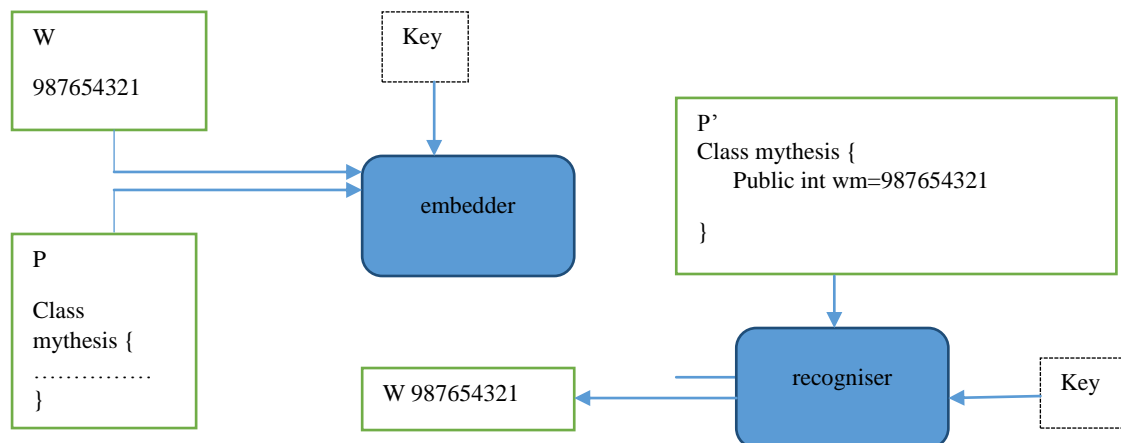 W
987654321
Key
P’
Class mythesis {
Public int wm=987654321
}
embedder
P
Class
mythesis {
……………
}
W 987654321
recogniser
Key